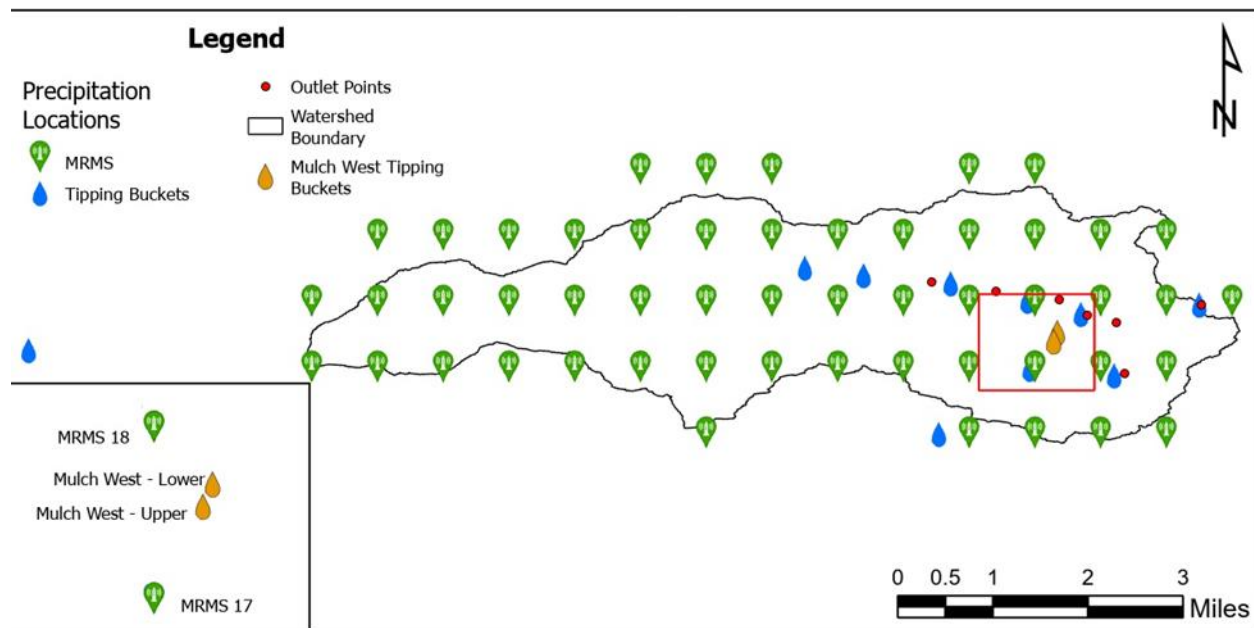 Legend
Precipitation
Locations
MRMS
Tipping Buckets
Outlet Points
Watershed
Boundary
Mulch West Tipping
Buckets
N
MRMS 18
Mulch West - Lower
Mulch West - Upper
MRMS 17
0 0.5 1 2 3
Miles